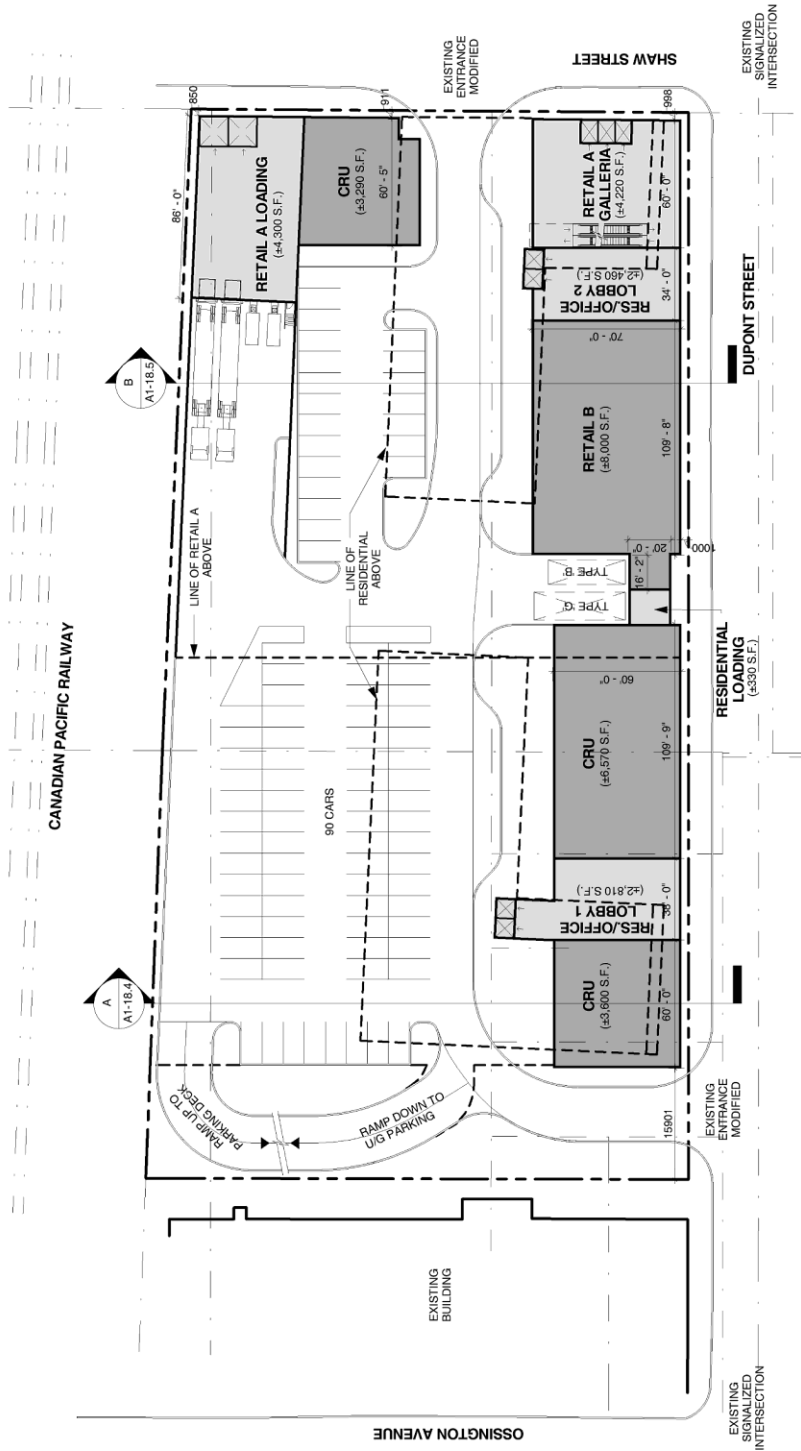 CANADIAN PACIFIC RAILWAY
OSSINGTON AVENUE
EXISTING
SIGNALIZED
INTERSECTION
EXISTING
BUILDING
RAMP UP TO
PARKING DECK
RAMP DOWN TO
U/G PARKING
EXISTING
ENTRANCE
MODIFIED
15901
A
A1-18.4
90 CARS
CRU
(±3,600 S.F.)
60' - 0"
RES./OFFICE
LOBBY 1
(±2,810 S.F.)
38' - 0"
CRU
(±6,570 S.F.)
109' - 9"
60' - 0"
LINE OF RETAIL A
ABOVE
LINE OF
RESIDENTIAL
ABOVE
TYPE 'G'
TYPE 'B'
RESIDENTIAL
LOADING
(±330 S.F.)
16' - 2"
20' - 0"
1000
B
A1-18.5
RETAIL B
(±8,000 S.F.)
109' - 8"
70' - 0"
DUPONT STREET
RES./OFFICE
LOBBY 2
(±2,460 S.F.)
34' - 0"
RETAIL A
GALLERIA
(±4,220 S.F.)
60' - 0"
RETAIL A LOADING
(±4,300 S.F.)
86' - 0"
CRU
(±3,290 S.F.)
60' - 5"
850
911
998
EXISTING
ENTRANCE
MODIFIED
SHAW STREET
EXISTING
SIGNALIZED
INTERSECTION